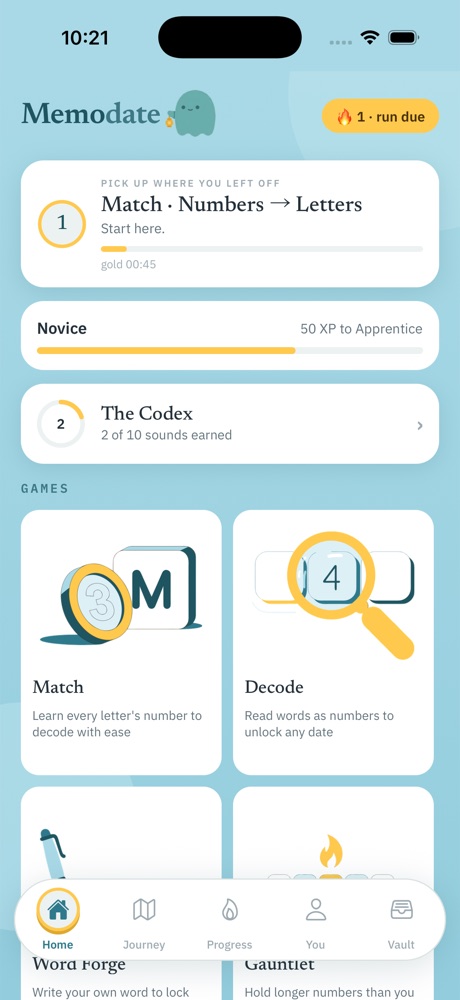 10:21
Memodate
🔥 1 · run due
PICK UP WHERE YOU LEFT OFF
1
Match · Numbers → Letters
Start here.
gold 00:45
Novice
50 XP to Apprentice
2
The Codex
2 of 10 sounds earned
›
GAMES
3 M
4
Match
Learn every letter's number to
decode with ease
Decode
Read words as numbers to
unlock any date
Home
Journey
Progress
You
Vault
Word Forge
Write your own word to lock
Gauntlet
Hold longer numbers than you